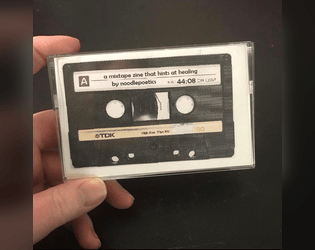 A
a mixtape zine that hints at healing
by noodlepoetics
44:08
TDK